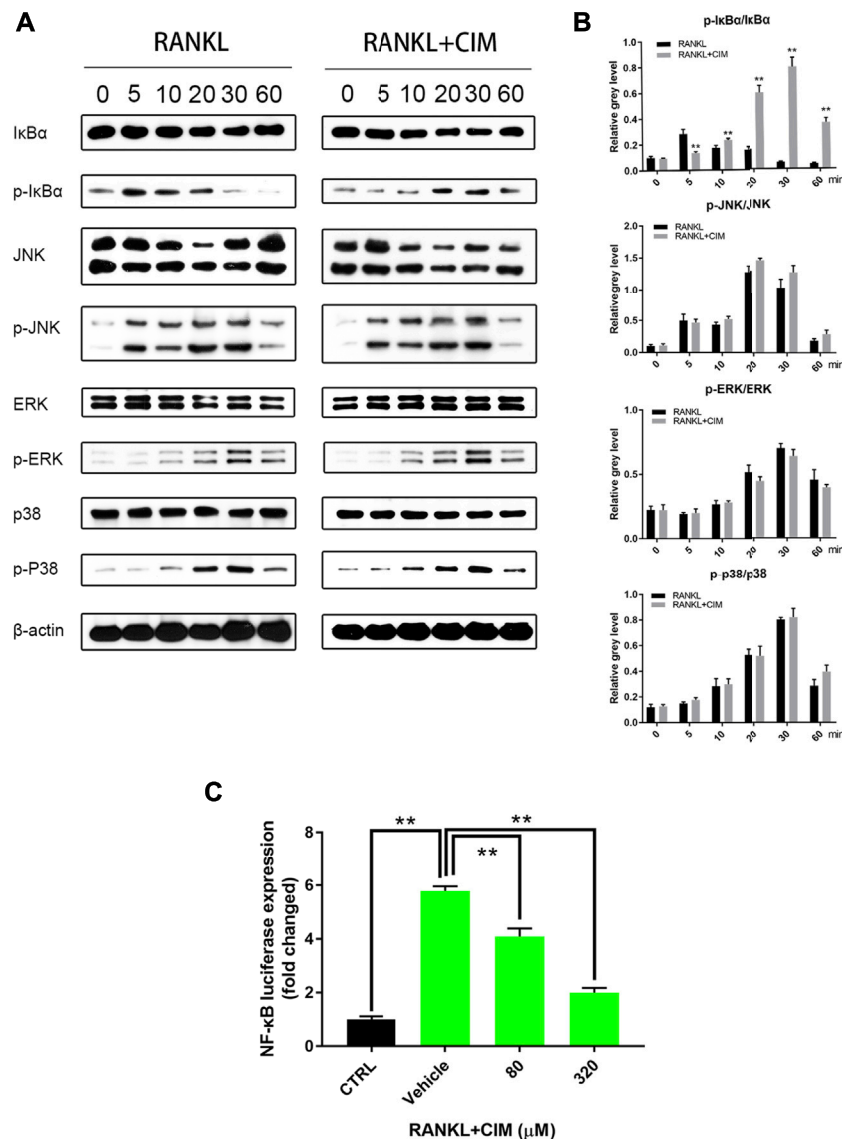 A
RANKL
RANKL+CIM
0 5 10 20 30 60
0 5 10 20 30 60
IκBα
p-IκBα
JNK
p-JNK
ERK
p-ERK
p38
p-P38
β-actin
B
p-IκBα/IκBα
RANKL
RANKL+CIM
Relative grey level
1.0
0.8
0.6
0.4
0.2
0.0
**
**
**
**
**
0 5 10 20 30 60 min
p-JNK/JNK
RANKL
RANKL+CIM
Relativegrey level
2.0
1.5
1.0
0.5
0.0
0 5 10 20 30 60 min
p-ERK/ERK
RANKL
RANKL+CIM
Relative grey level
1.0
0.5
0.0
0 5 10 20 30 60 min
p-p38/p38
RANKL
RANKL+CIM
Relative grey level
1.0
0.8
0.6
0.4
0.2
0.0
0 5 10 20 30 60 min
C
NF-κB luciferase expression
(fold changed)
8
6
4
2
0
**
**
**
CTRL Vehicle 80 320
RANKL+CIM (μM)